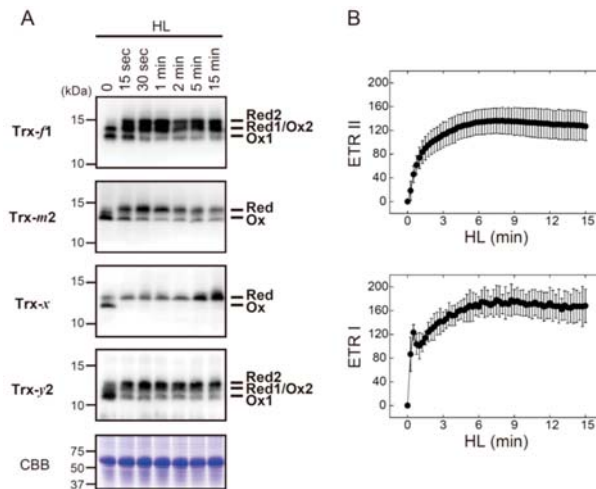 A
HL
(kDa)
0
15 sec
30 sec
1 min
2 min
5 min
15 min
Trx-f1
15
10
Red2
Red1/Ox2
Ox1
Trx-m2
15
10
Red
Ox
Trx-x
15
10
Red
Ox
Trx-y2
15
10
Red2
Red1/Ox2
Ox1
CBB
75
50
37
B
ETR II
200
160
120
80
40
0
0 3 6 9 12 15
HL (min)
ETR I
200
160
120
80
40
0
0 3 6 9 12 15
HL (min)